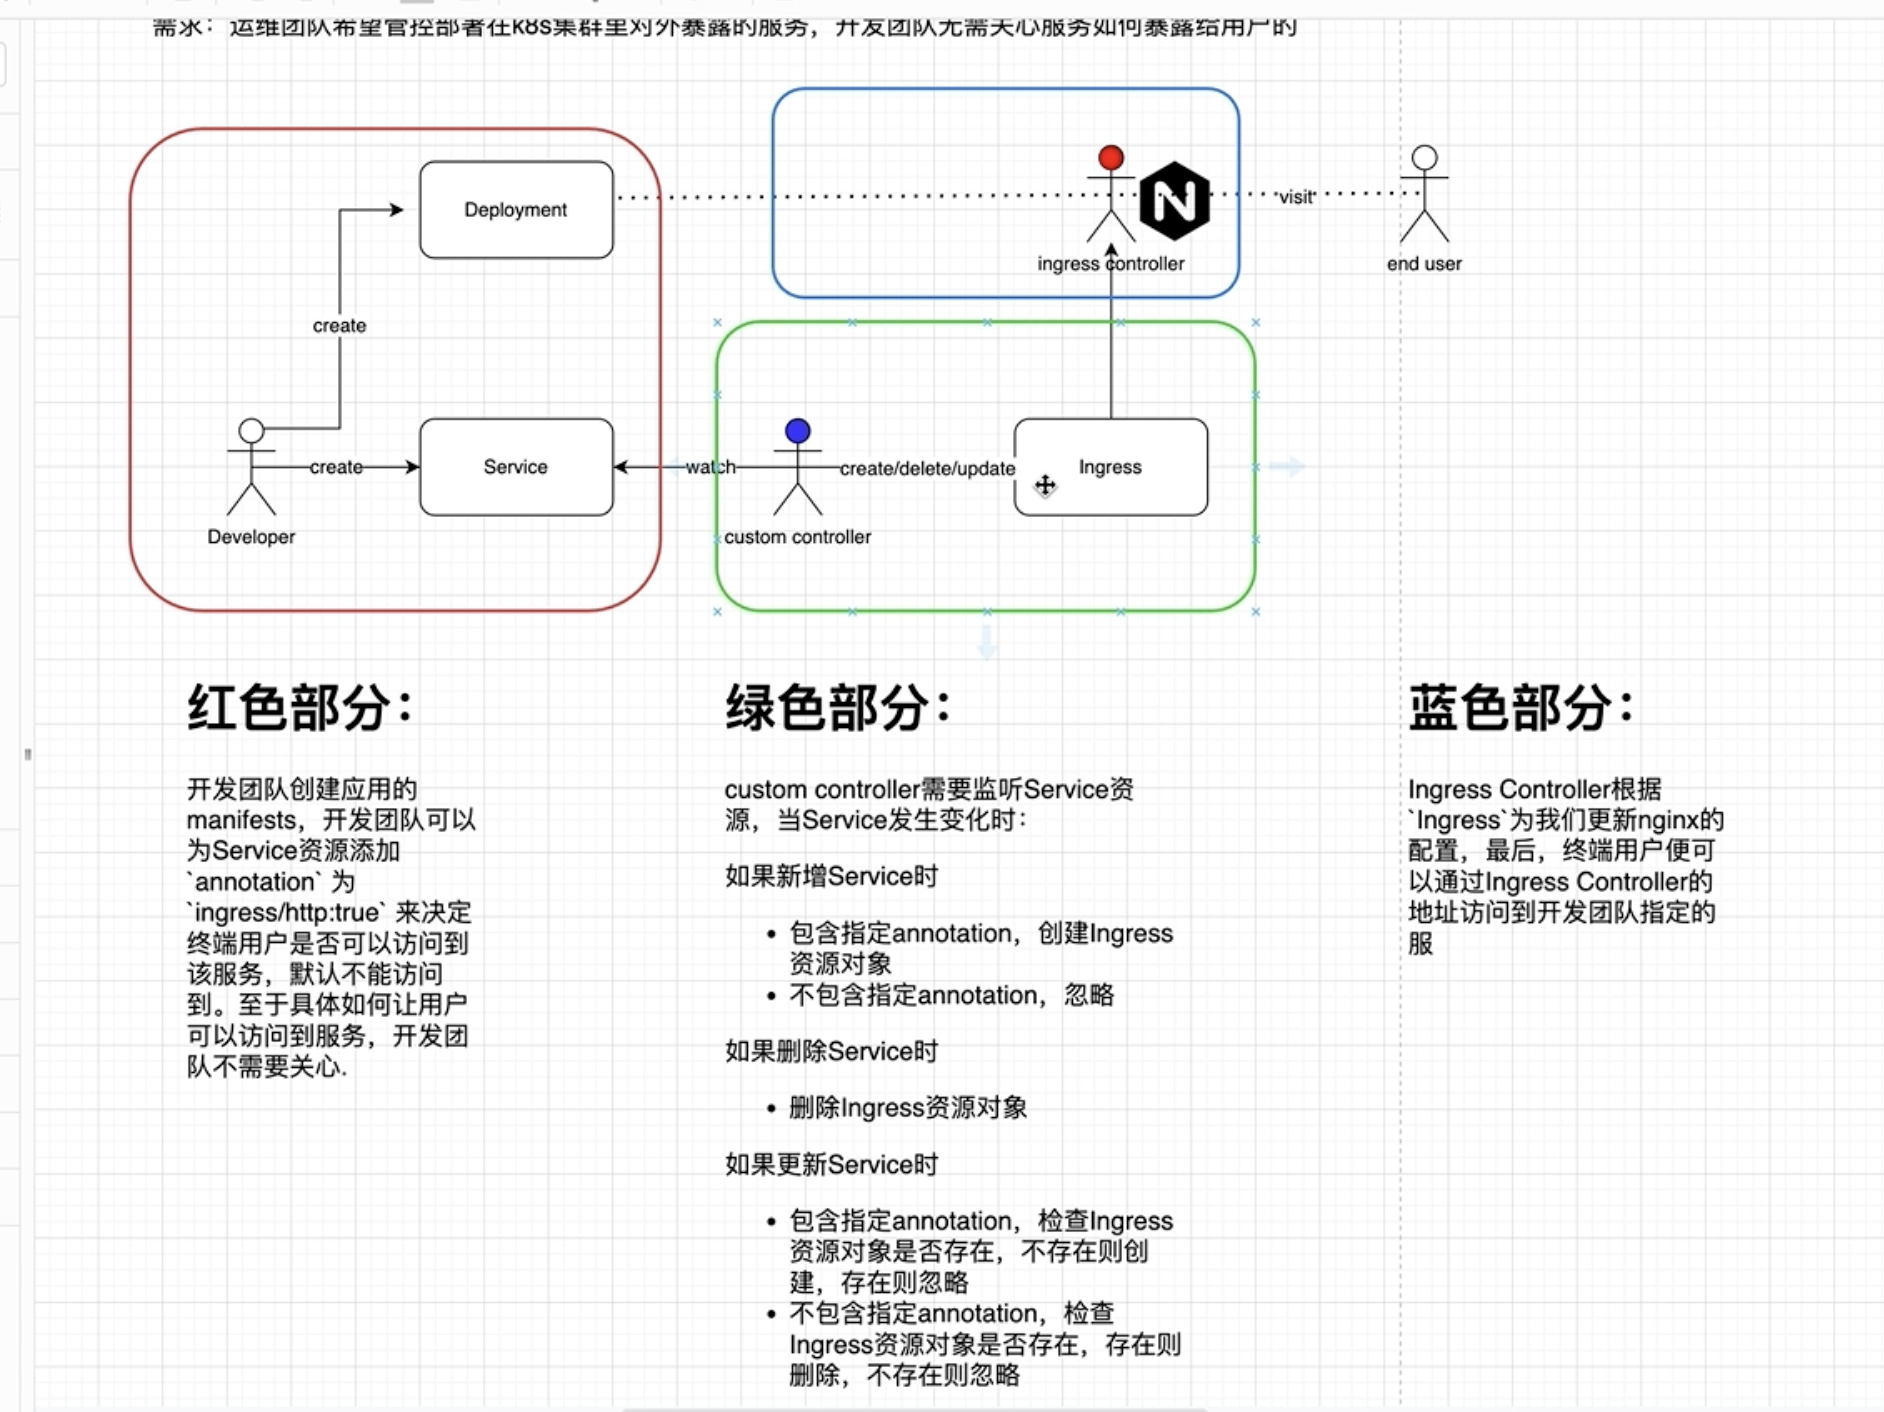 需求：运维团队希望管控部署在k8s集群里对外暴露的服务，开发团队无需关心服务如何暴露给用户的
Deployment
N
visit
ingress controller
end user
create
create
Service
watch
create/delete/update
Ingress
Developer
custom controller
红色部分：
开发团队创建应用的
manifests，开发团队可以
为Service资源添加
`annotation` 为
`ingress/http:true` 来决定
终端用户是否可以访问到
该服务，默认不能访问
到。至于具体如何让用户
可以访问到服务，开发团
队不需要关心.
绿色部分：
custom controller需要监听Service资
源，当Service发生变化时：
如果新增Service时
• 包含指定annotation，创建Ingress
资源对象
• 不包含指定annotation，忽略
如果删除Service时
• 删除Ingress资源对象
如果更新Service时
• 包含指定annotation，检查Ingress
资源对象是否存在，不存在则创
建，存在则忽略
• 不包含指定annotation，检查
Ingress资源对象是否存在，存在则
删除，不存在则忽略
蓝色部分：
Ingress Controller根据
`Ingress`为我们更新nginx的
配置，最后，终端用户便可
以通过Ingress Controller的
地址访问到开发团队指定的
服